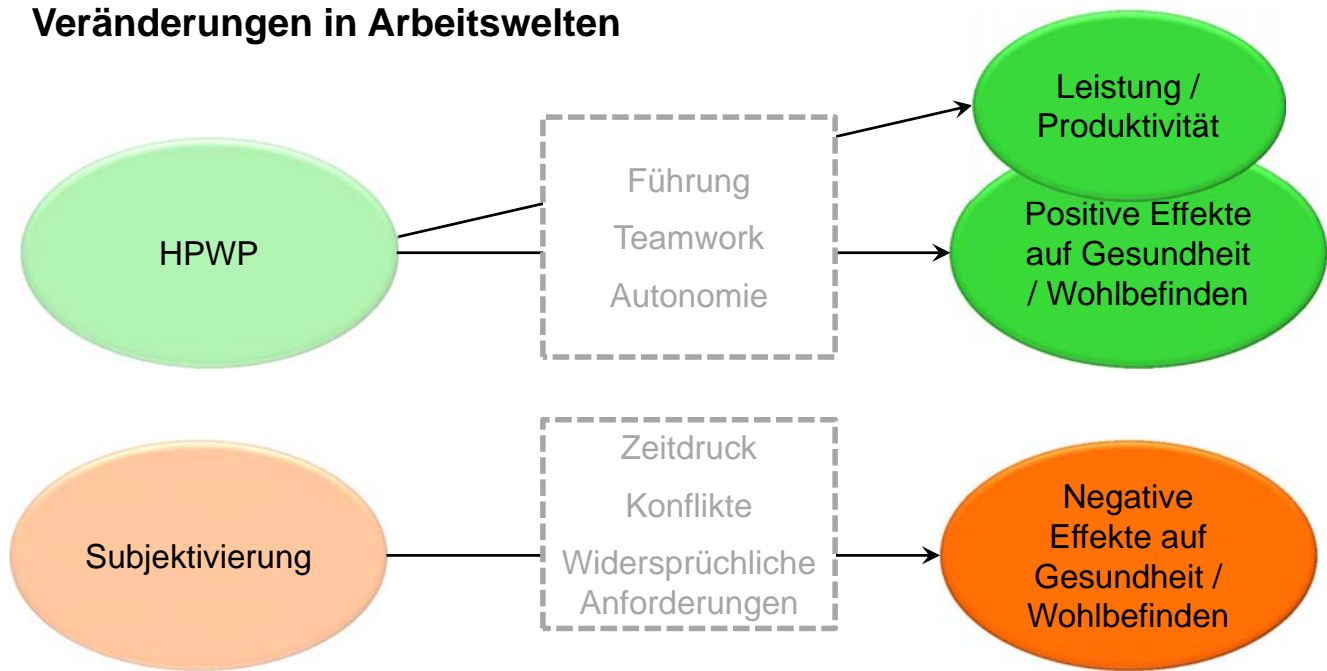 Veränderungen in Arbeitswelten
Leistung /
Produktivität
HPWP
Führung
Teamwork
Autonomie
Positive Effekte
auf Gesundheit
/ Wohlbefinden
Subjektivierung
Zeitdruck
Konflikte
Widersprüchliche
Anforderungen
Negative
Effekte auf
Gesundheit /
Wohlbefinden